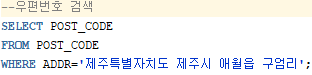 --우편번호 검색
SELECT POST_CODE
FROM POST_CODE
WHERE ADDR='제주특별자치도 제주시 애월읍 구엄리';